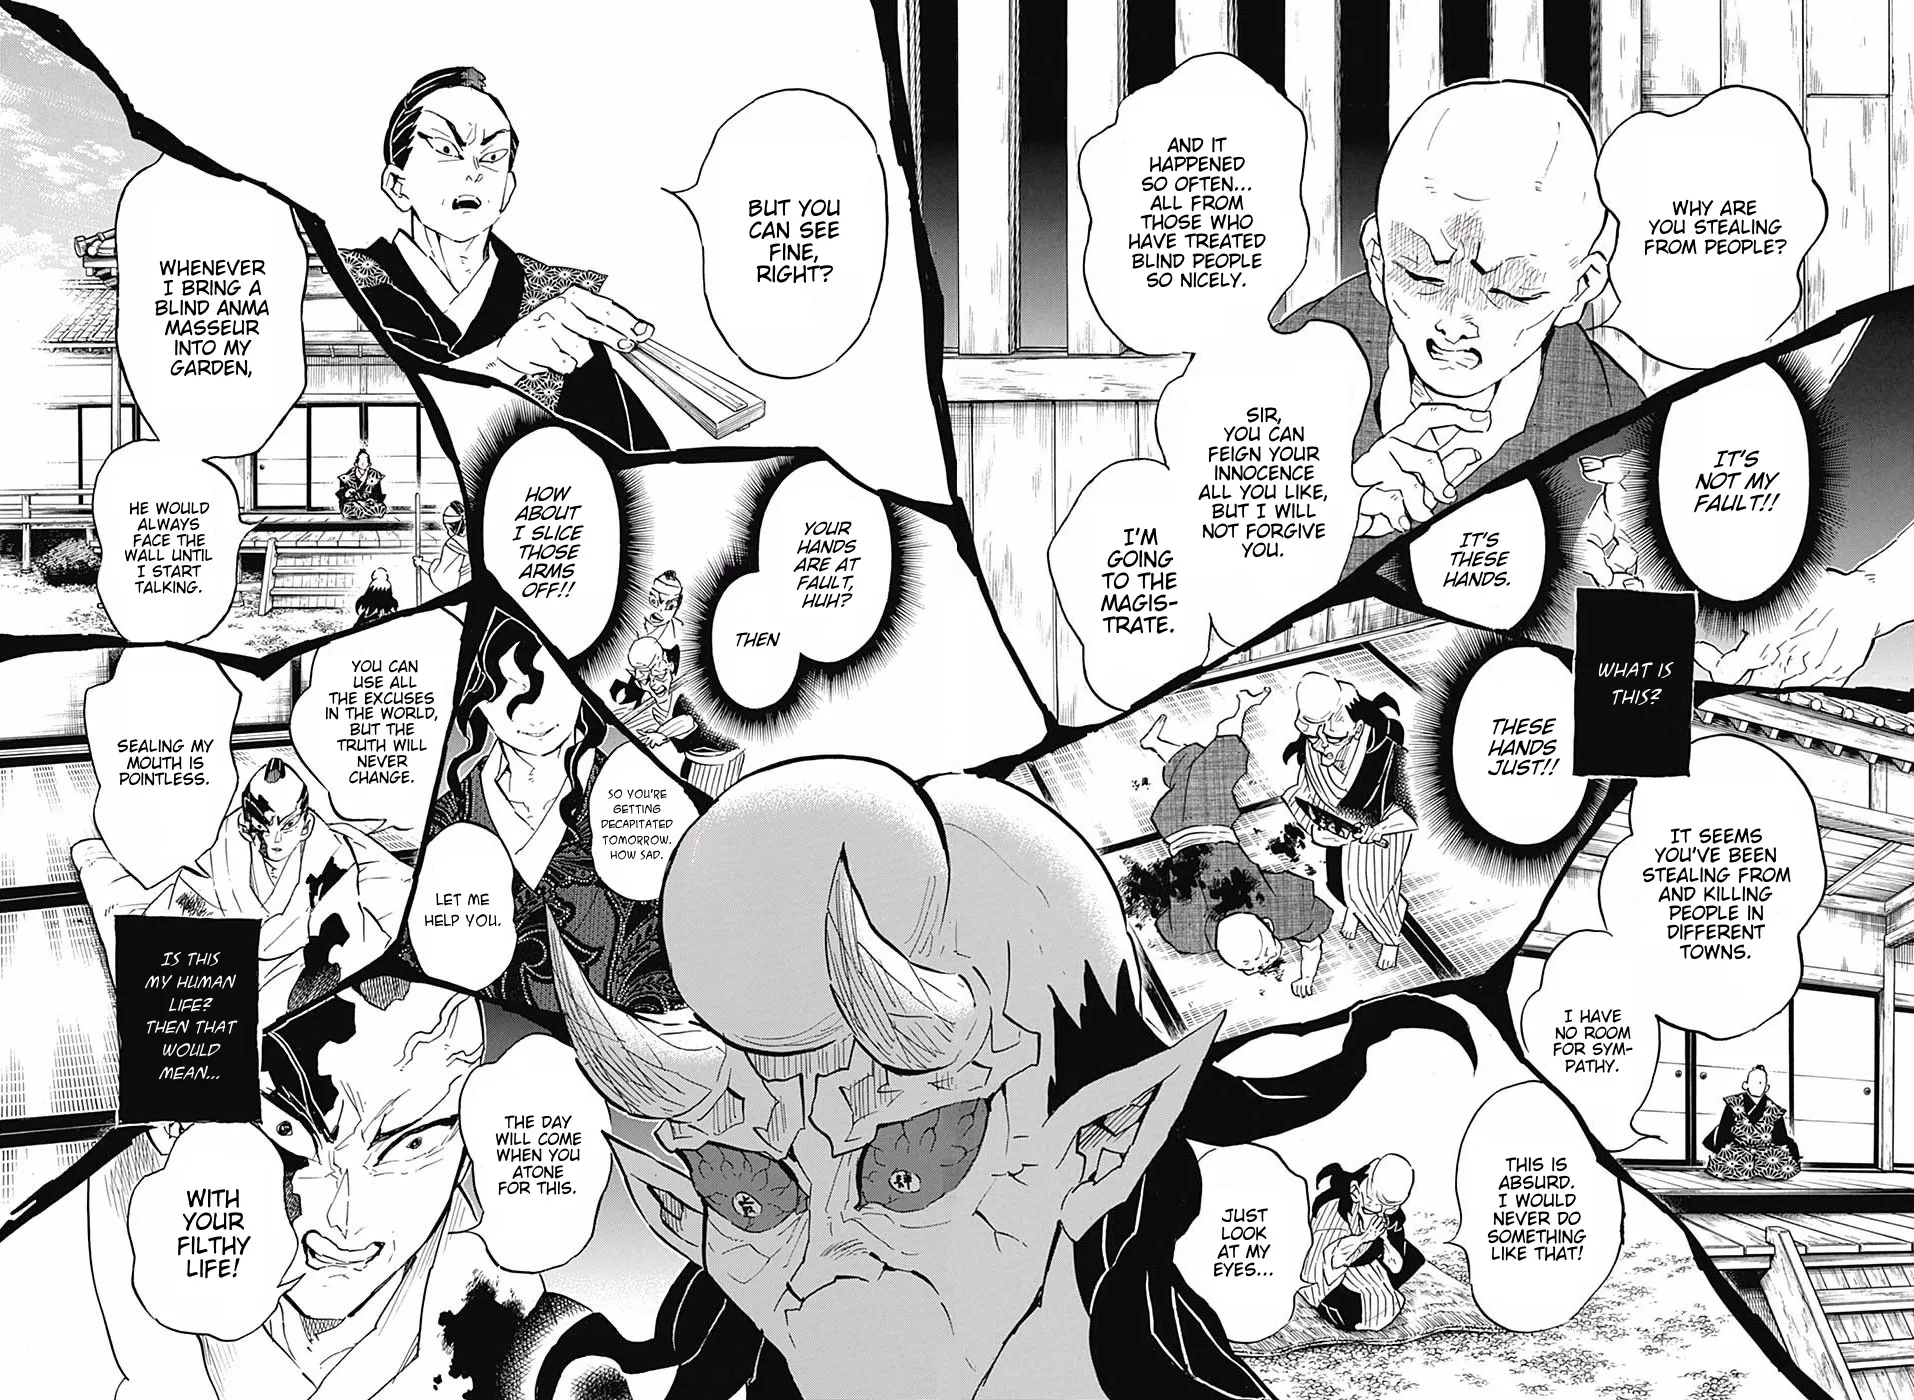 WHY ARE
YOU STEALING
FROM PEOPLE?
AND IT
HAPPENED
SO OFTEN...
ALL FROM
THOSE WHO
HAVE TREATED
BLIND PEOPLE
SO NICELY.
SIR,
YOU CAN
FEIGN YOUR
INNOCENCE
ALL YOU LIKE,
BUT I WILL
NOT FORGIVE
YOU.
I'M
GOING
TO THE
MAGIS-
TRATE.
IT'S
NOT MY
FAULT!!
IT'S
THESE
HANDS.
WHAT IS
THIS?
THESE
HANDS
JUST!!
IT SEEMS
YOU'VE BEEN
STEALING FROM
AND KILLING
PEOPLE IN
DIFFERENT
TOWNS.
I HAVE
NO ROOM
FOR SYM-
PATHY.
THIS IS
ABSURD.
I WOULD
NEVER DO
SOMETHING
LIKE THAT!
JUST
LOOK
AT MY
EYES...
BUT YOU
CAN SEE
FINE,
RIGHT?
WHENEVER
I BRING A
BLIND ANMA
MASSEUR
INTO MY
GARDEN,
HE WOULD
ALWAYS
FACE THE
WALL UNTIL
I START
TALKING.
YOUR
HANDS
ARE AT
FAULT,
HUH?
THEN
HOW
ABOUT
I SLICE
THOSE
ARMS
OFF!!
SO YOU'RE
GETTING
DECAPITATED
TOMORROW.
HOW SAD.
LET ME
HELP YOU.
YOU CAN
USE ALL
THE EXCUSES
IN THE WORLD,
BUT THE
TRUTH WILL
NEVER
CHANGE.
SEALING MY
MOUTH IS
POINTLESS.
IS THIS
MY HUMAN
LIFE?
THEN THAT
WOULD
MEAN...
THE DAY
WILL COME
WHEN YOU
ATONE
FOR THIS.
WITH
YOUR
FILTHY
LIFE!